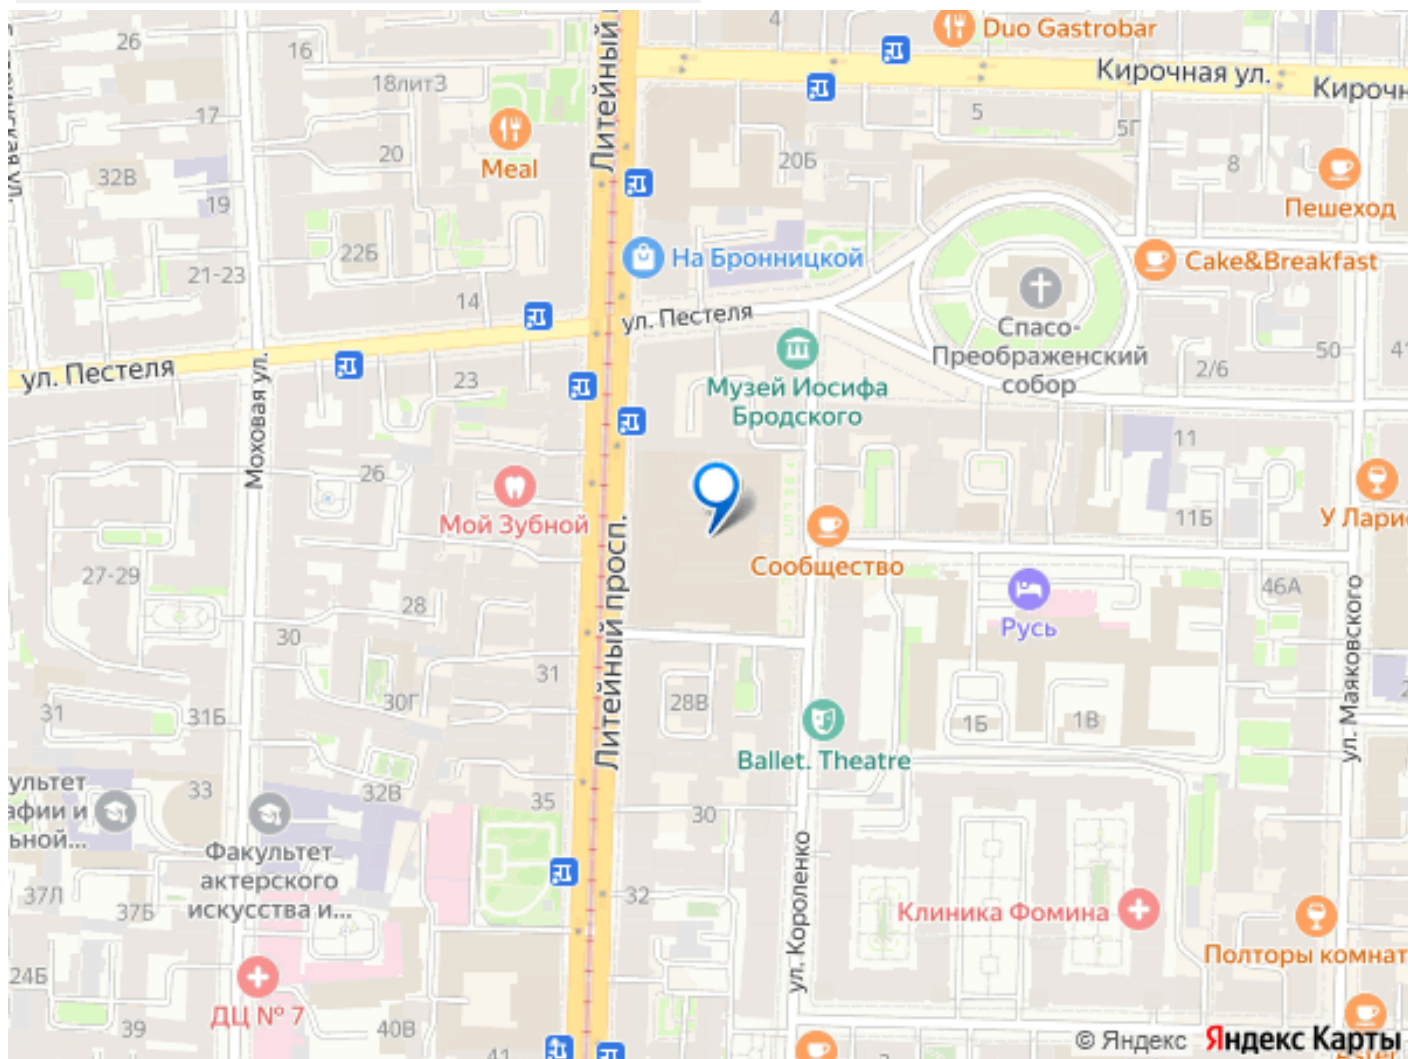 26
16
4
Duo Gastrobar
Кирочная ул.
Кирочн
18лит3
17
5
5Г
Литейный
20
Meal
20Б
8
32В
19
Пешеход
22Б
На Бронницкой
Cake&Breakfast
21-23
14
ул. Пестеля
Спасо-
Преображенский
собор
50
41
2/6
ул. Пестеля
23
Музей Иосифа
Бродского
Моховая ул.
11
26
Мой Зубной
11Б
У Лари
Сообщество
27-29
28
46А
Литейный просп.
Русь
30
31
30Г
28В
ул. Маяковского
31
31Б
1Б
1В
2
Ballet. Theatre
33
32В
35
30
ультет
афии и
ьной...
Факультет
актерского
искусства и...
ул. Короленко
37Л
37Б
32
Клиника Фомина
Полторы комнат
24Б
ДЦ № 7
39
40В
41
3
© Яндекс
Яндекс Карты